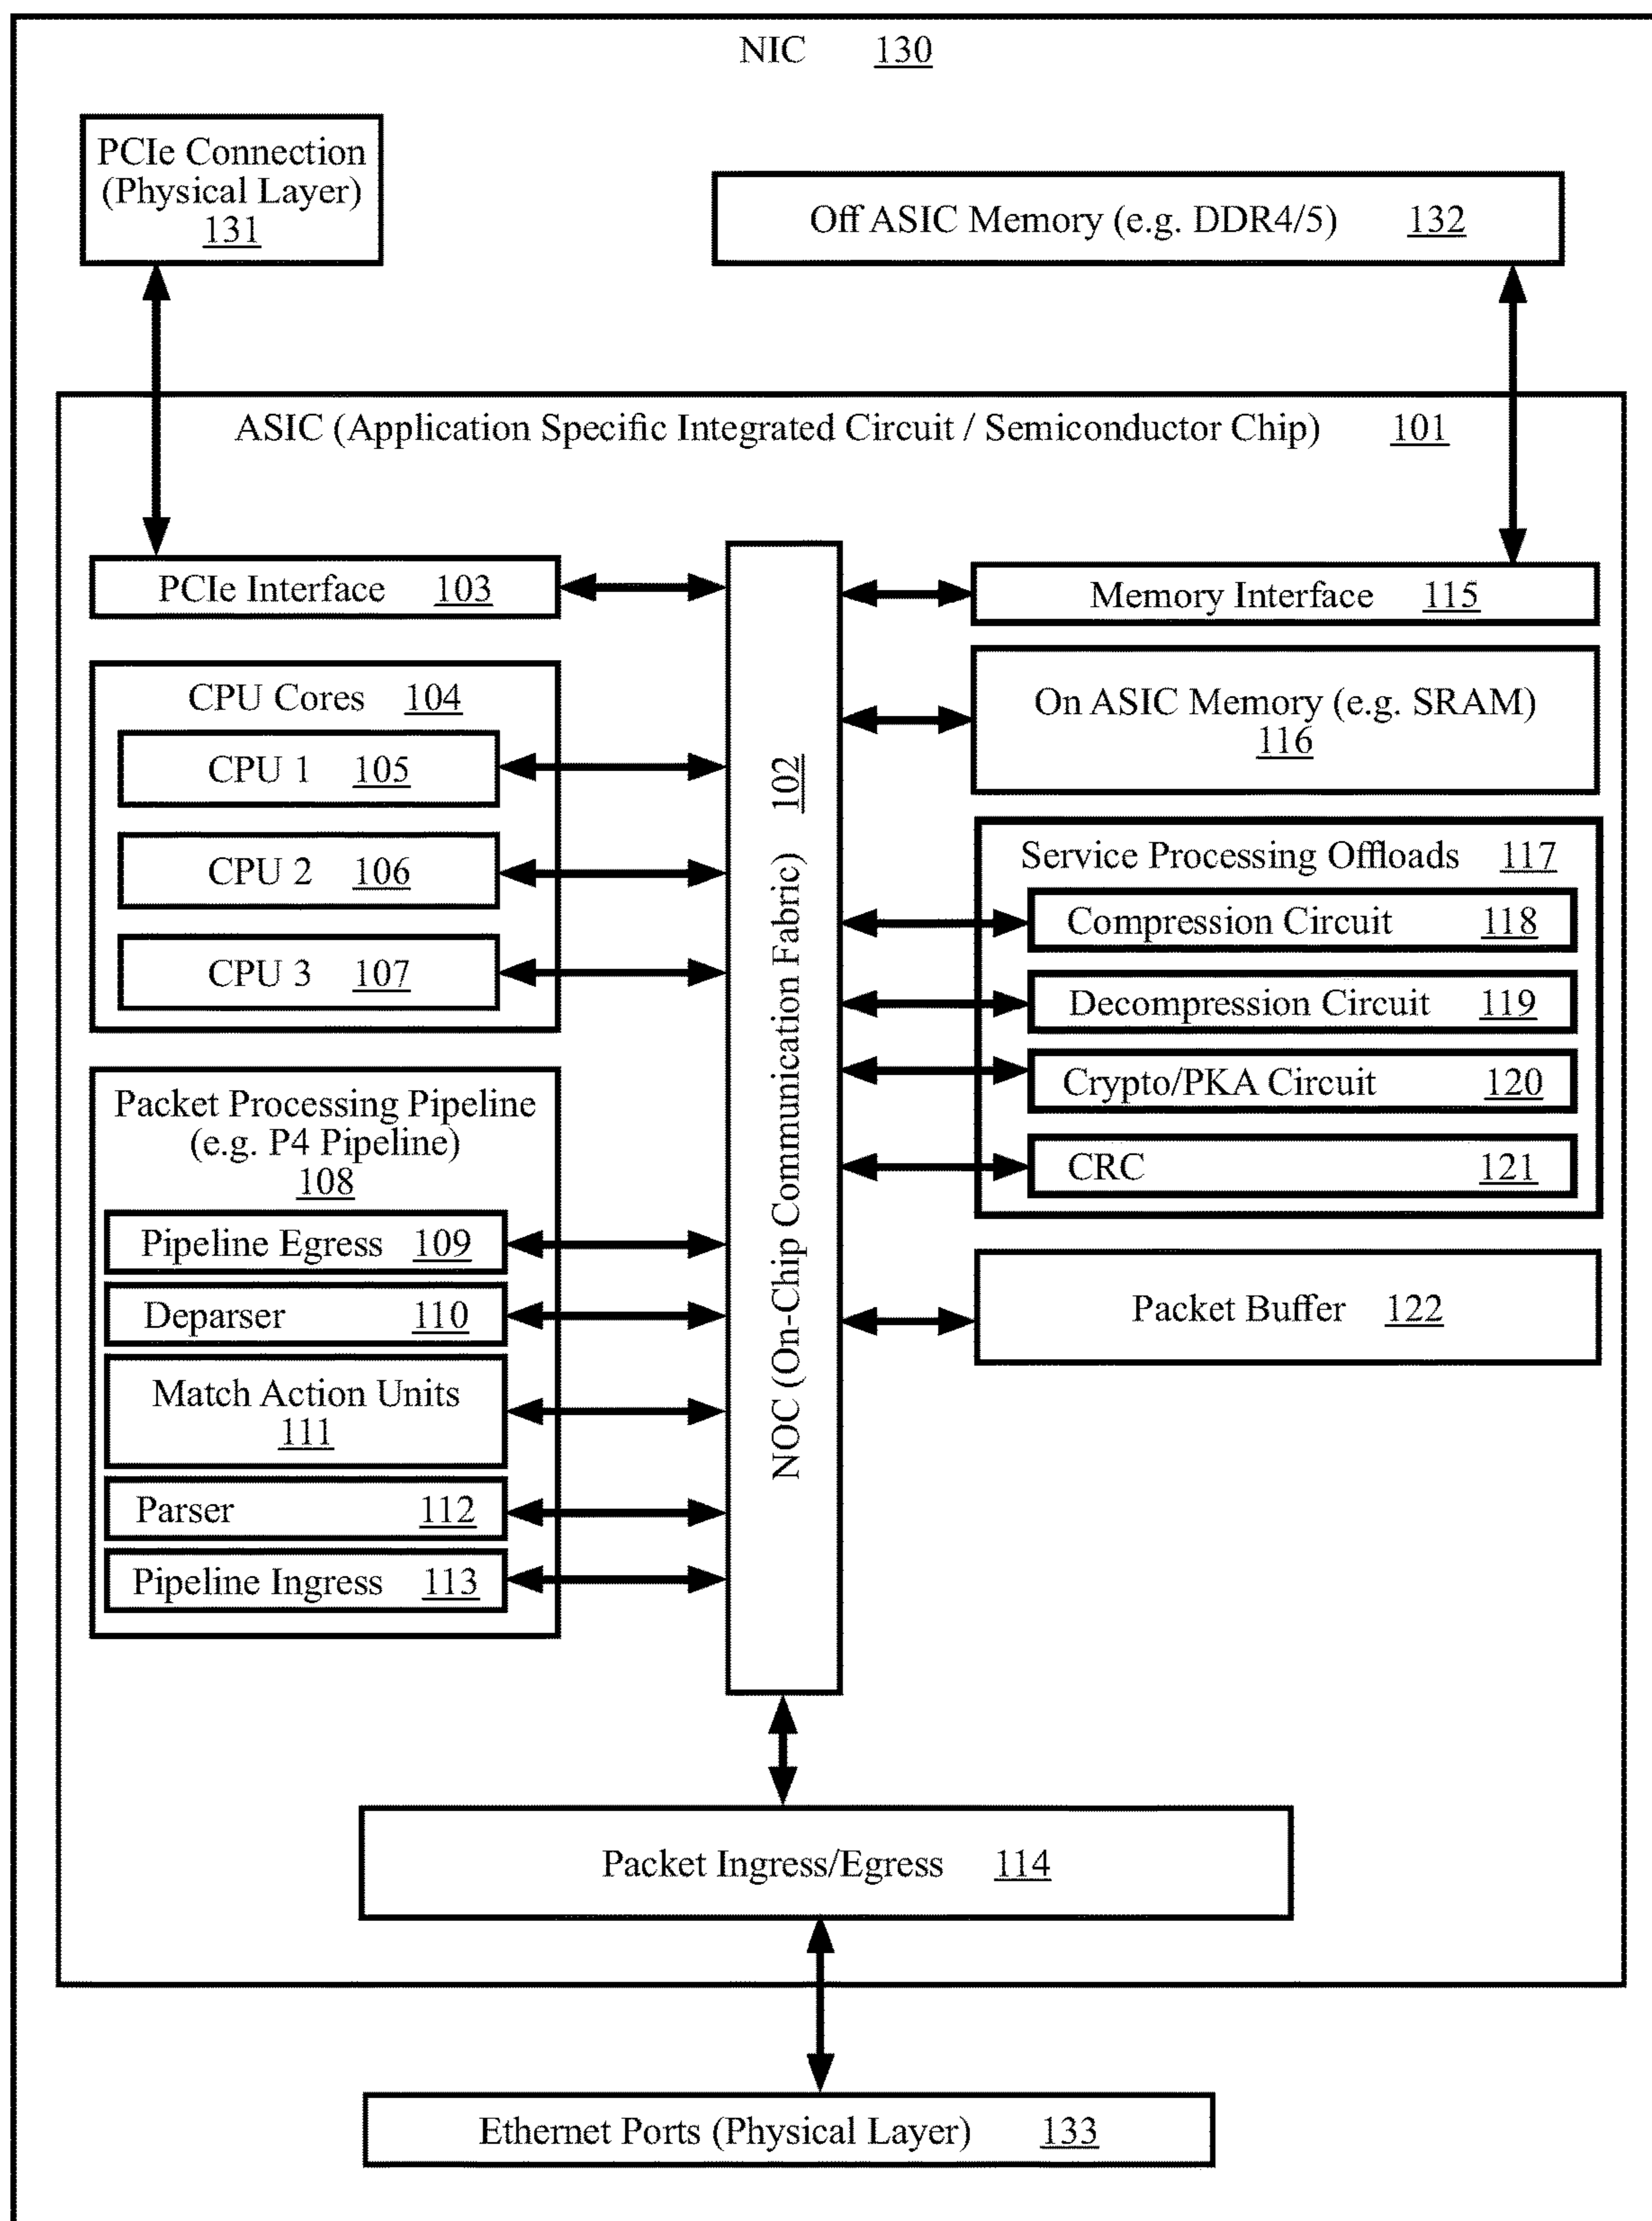 NIC 130
PCIe Connection
(Physical Layer)
131
Off ASIC Memory (e.g. DDR4/5) 132
ASIC (Application Specific Integrated Circuit / Semiconductor Chip) 101
PCIe Interface 103
CPU Cores 104
CPU 1 105
CPU 2 106
CPU 3 107
Packet Processing Pipeline
(e.g. P4 Pipeline)
108
Pipeline Egress 109
Deparser 110
Match Action Units
111
Parser 112
Pipeline Ingress 113
NOC (On-Chip Communication Fabric) 102
Memory Interface 115
On ASIC Memory (e.g. SRAM)
116
Service Processing Offloads 117
Compression Circuit 118
Decompression Circuit 119
Crypto/PKA Circuit 120
CRC 121
Packet Buffer 122
Packet Ingress/Egress 114
Ethernet Ports (Physical Layer) 133